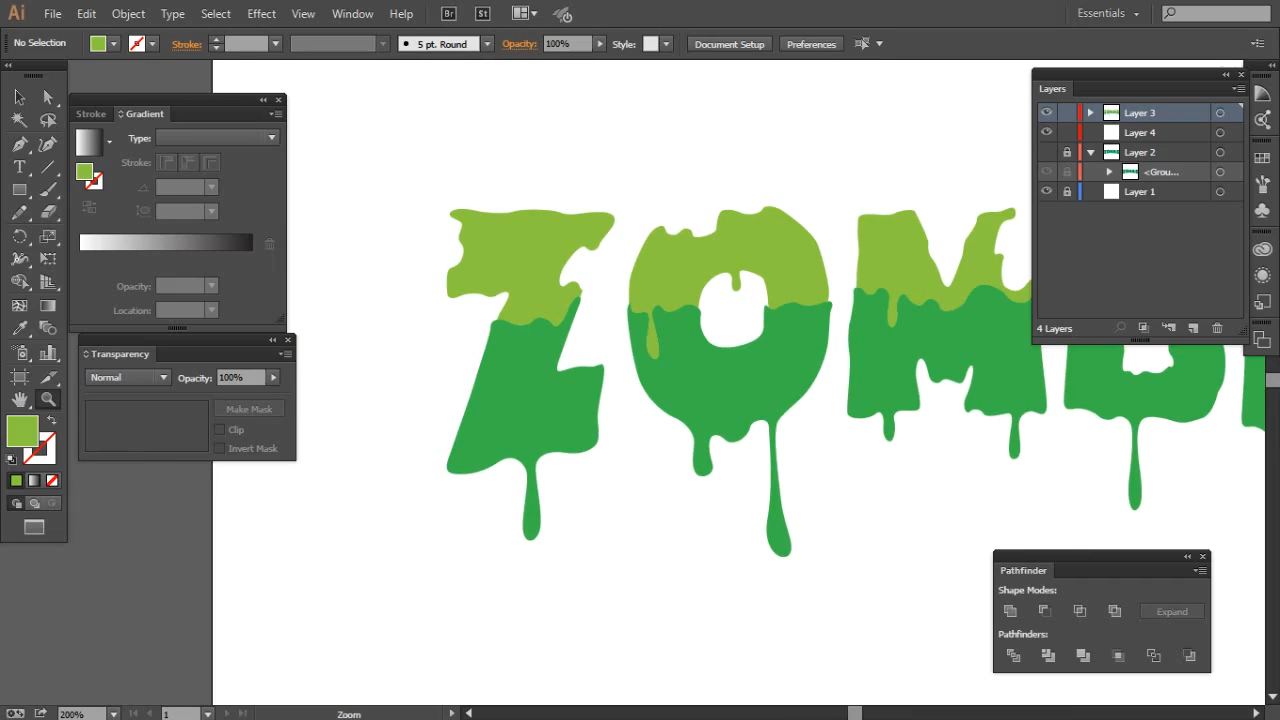 Ai File Edit Object Type Select Effect View Window Help Br St Essentials
No Selection Stroke: 5 pt. Round Opacity: 100% Style: Document Setup Preferences
Layers
Layer 3
Layer 4
Layer 2
<Grou...
Layer 1
4 Layers
Stroke Gradient
Type:
Stroke:
Opacity:
Location:
Transparency
Normal Opacity: 100%
Make Mask
Clip
Invert Mask
ZOMB
Pathfinder
Shape Modes:
Expand
Pathfinders:
200% 1 Zoom